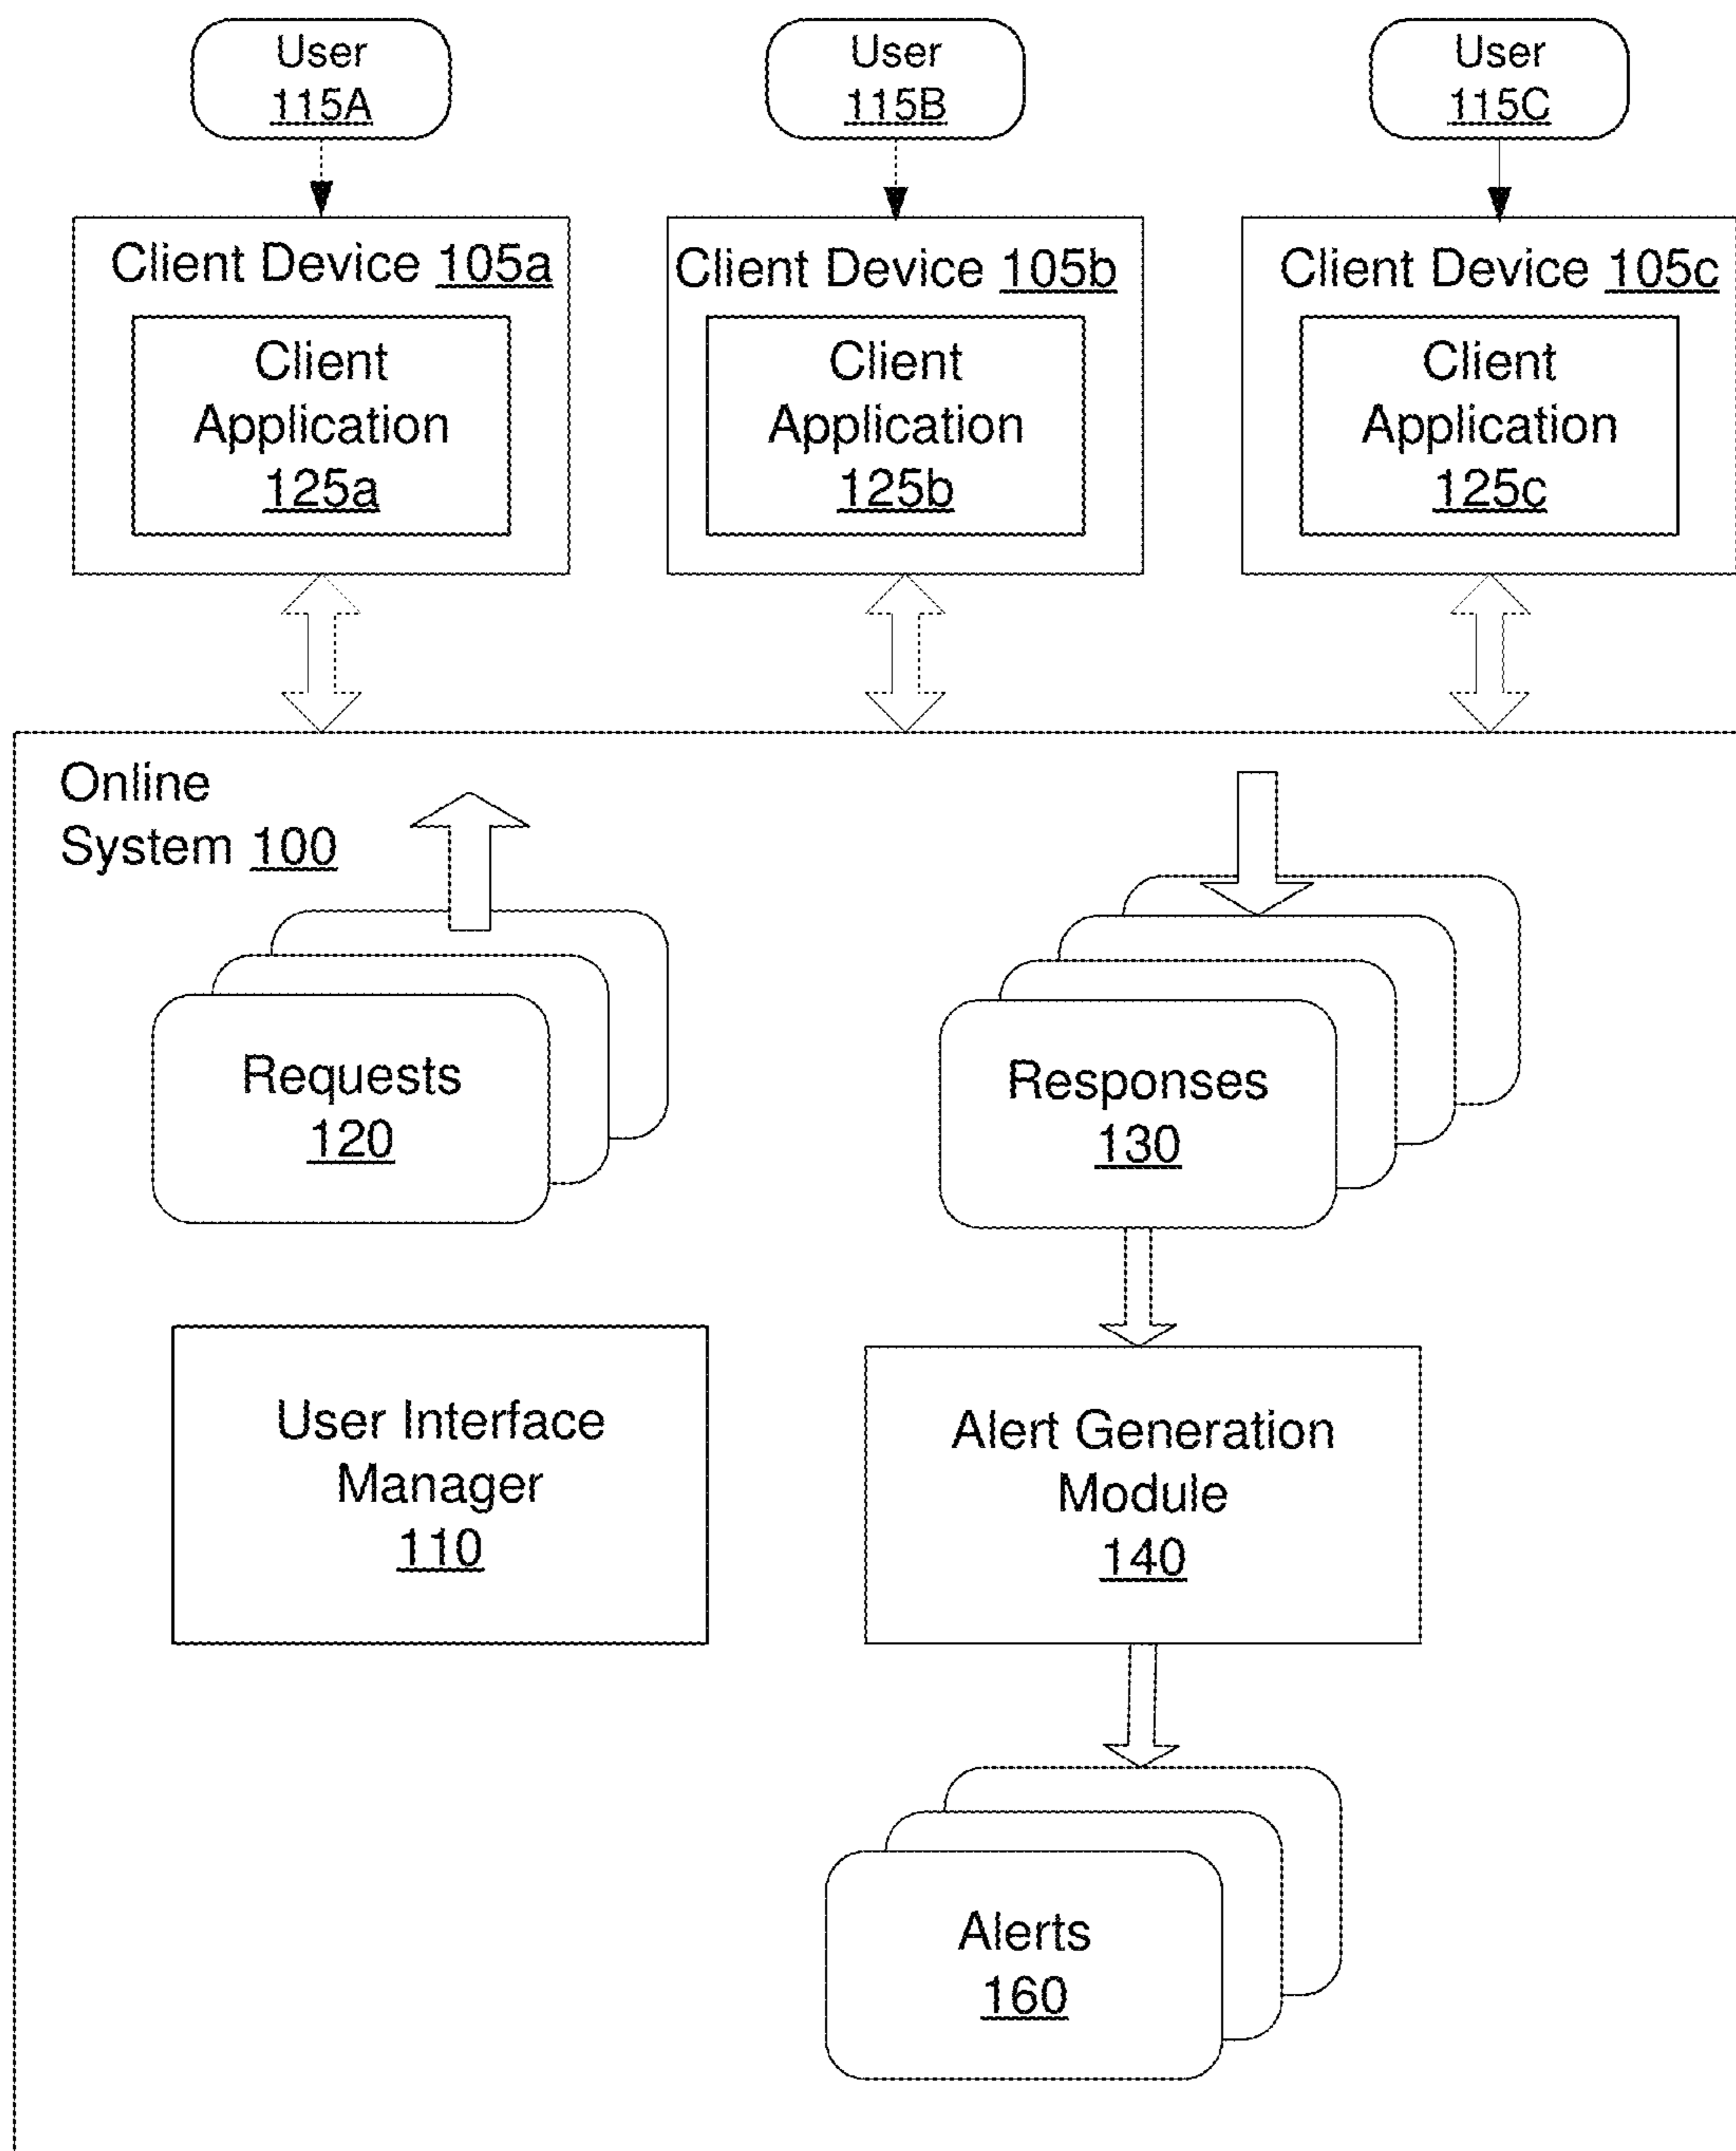 User
115A
User
115B
User
115C
Client Device 105a
Client
Application
125a
Client Device 105b
Client
Application
125b
Client Device 105c
Client
Application
125c
Online
System 100
Requests
120
Responses
130
User Interface
Manager
110
Alert Generation
Module
140
Alerts
160